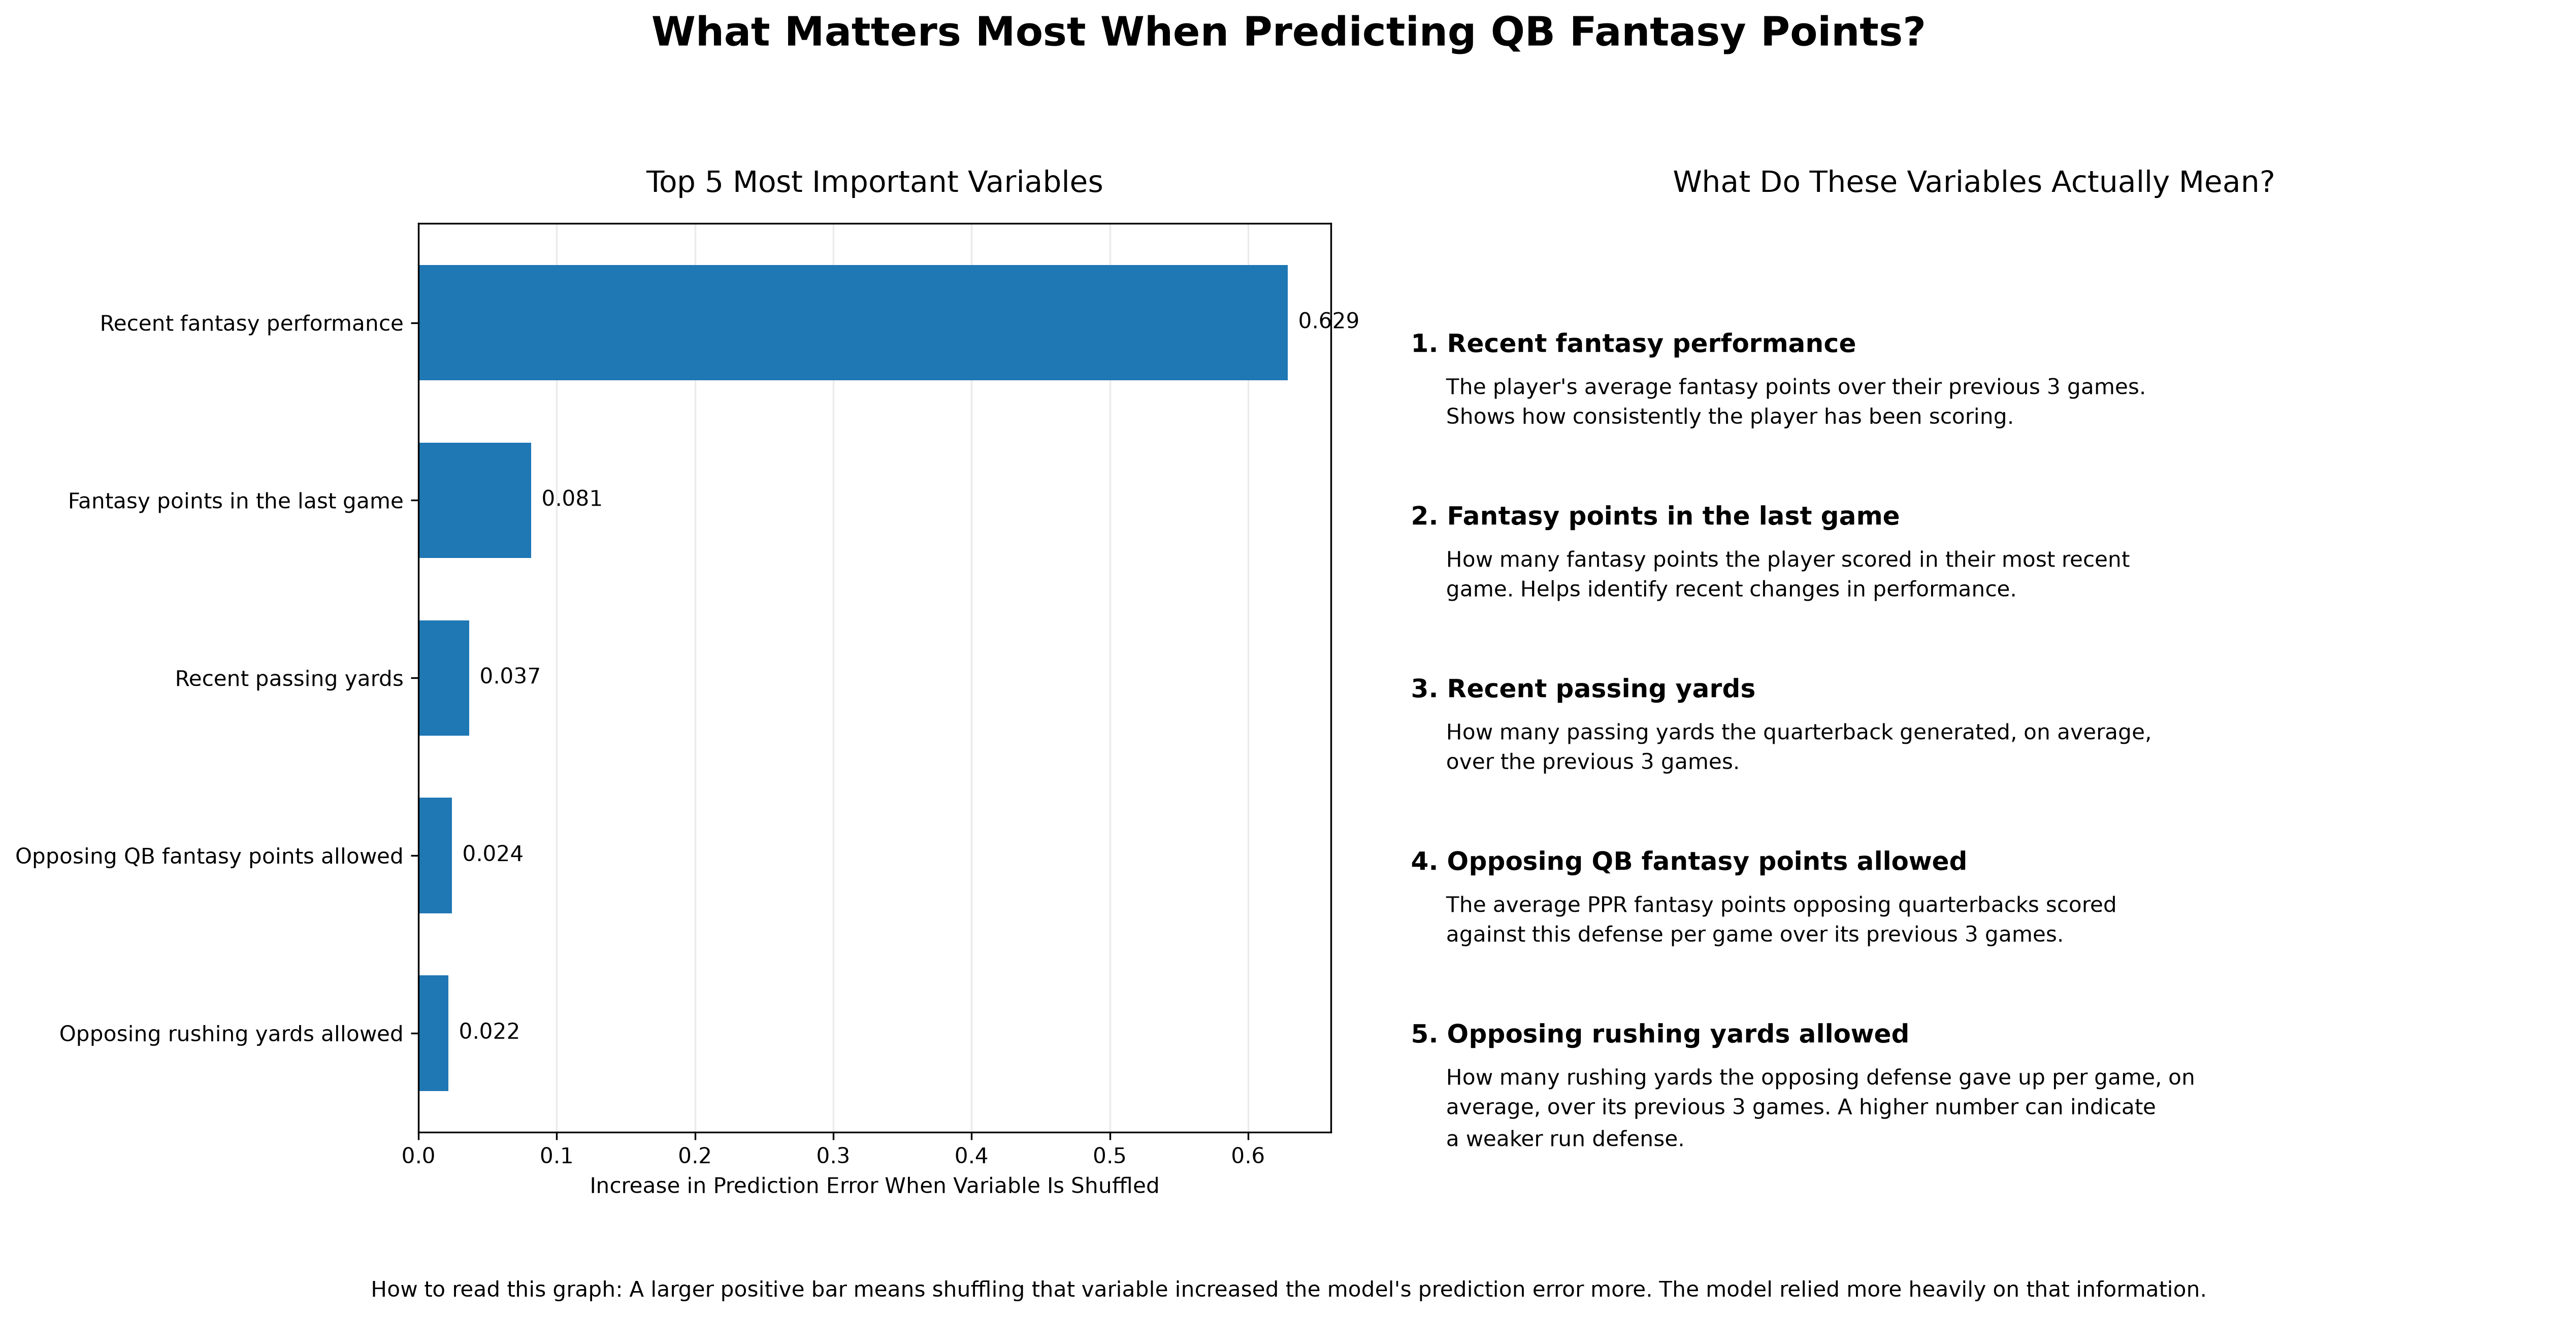 What Matters Most When Predicting QB Fantasy Points?
Top 5 Most Important Variables
Recent fantasy performance
0.629
Fantasy points in the last game
0.081
Recent passing yards
0.037
Opposing QB fantasy points allowed
0.024
Opposing rushing yards allowed
0.022
0.0 0.1 0.2 0.3 0.4 0.5 0.6
Increase in Prediction Error When Variable Is Shuffled
What Do These Variables Actually Mean?
1. Recent fantasy performance
The player's average fantasy points over their previous 3 games.
Shows how consistently the player has been scoring.
2. Fantasy points in the last game
How many fantasy points the player scored in their most recent
game. Helps identify recent changes in performance.
3. Recent passing yards
How many passing yards the quarterback generated, on average,
over the previous 3 games.
4. Opposing QB fantasy points allowed
The average PPR fantasy points opposing quarterbacks scored
against this defense per game over its previous 3 games.
5. Opposing rushing yards allowed
How many rushing yards the opposing defense gave up per game, on
average, over its previous 3 games. A higher number can indicate
a weaker run defense.
How to read this graph: A larger positive bar means shuffling that variable increased the model's prediction error more. The model relied more heavily on that information.